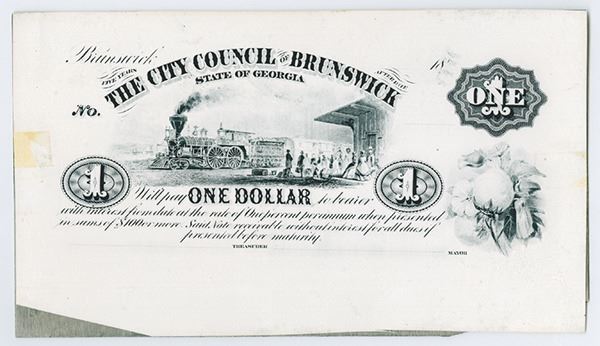 Brunswick 18
FIVE YEARS AFTER DATE
THE CITY COUNCIL OF BRUNSWICK
STATE OF GEORGIA
No.
ONE
1 1
Will pay ONE DOLLAR to bearer
with interest from date at the rate of One percent per annum when presented
in sums of $100 or more. Said Note receivable without interest for all dues if
presented before maturity.
TREASURER MAYOR